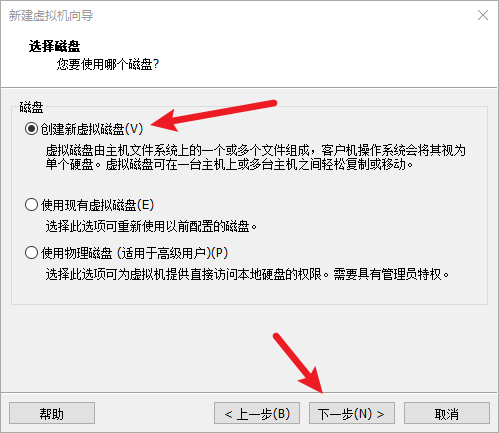 新建虚拟机向导
选择磁盘
您要使用哪个磁盘?
磁盘
创建新虚拟磁盘(V)
虚拟磁盘由主机文件系统上的一个或多个文件组成，客户机操作系统会将其视为
单个硬盘。虚拟磁盘可在一台主机上或多台主机之间轻松复制或移动。
使用现有虚拟磁盘(E)
选择此选项可重新使用以前配置的磁盘。
使用物理磁盘 (适用于高级用户)(P)
选择此选项可为虚拟机提供直接访问本地硬盘的权限。需要具有管理员特权。
帮助
< 上一步(B)
下一步(N) >
取消